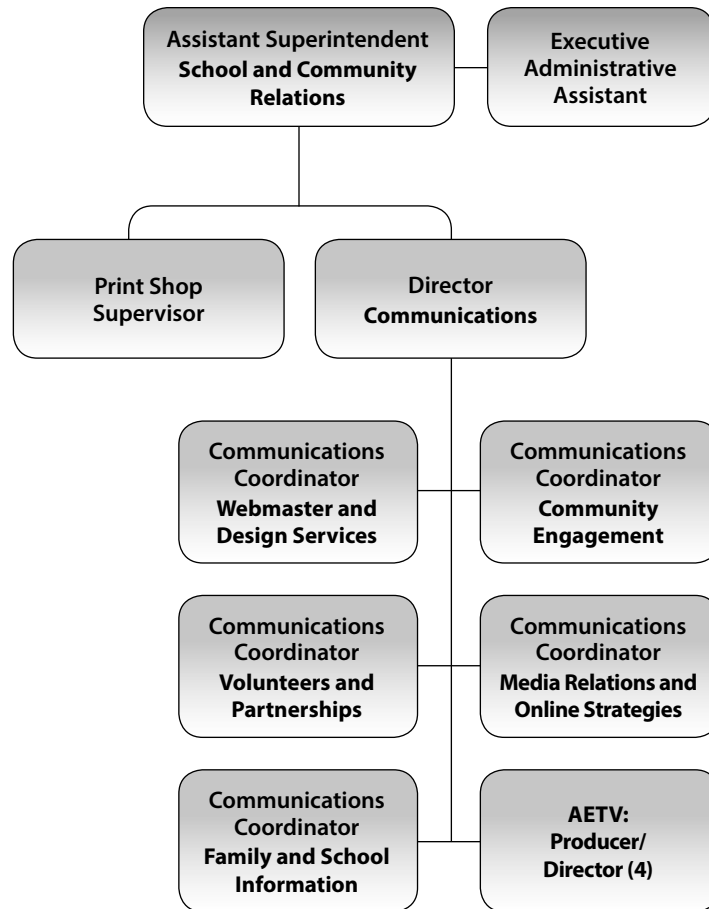 Assistant Superintendent
School and Community
Relations
Executive
Administrative
Assistant
Print Shop
Supervisor
Director
Communications
Communications
Coordinator
Webmaster and
Design Services
Communications
Coordinator
Community
Engagement
Communications
Coordinator
Volunteers and
Partnerships
Communications
Coordinator
Media Relations and
Online Strategies
Communications
Coordinator
Family and School
Information
AETV:
Producer/
Director (4)